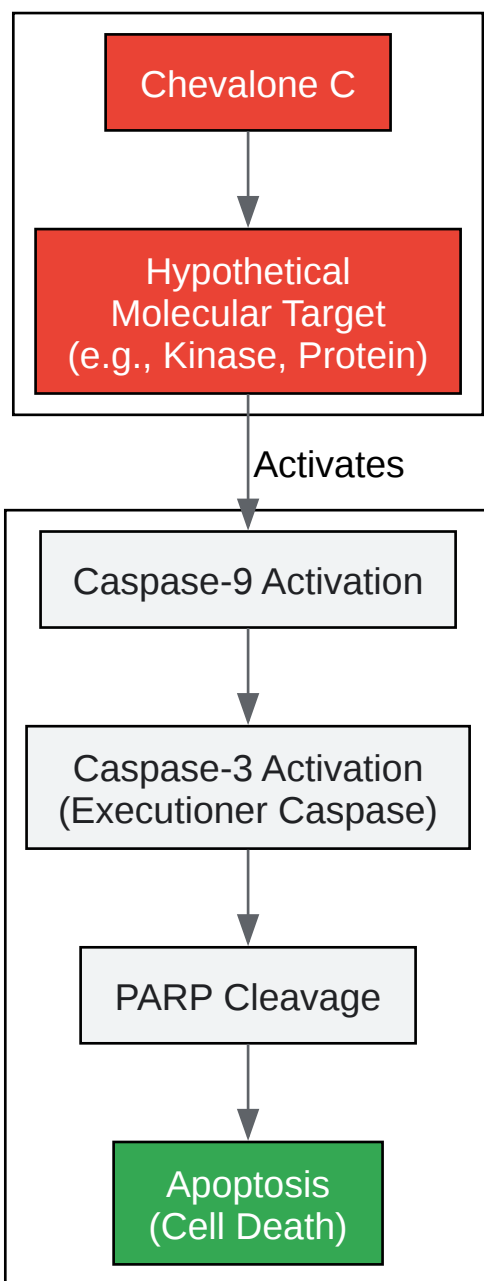 Chevalone C
Hypothetical
Molecular Target
(e.g., Kinase, Protein)
Activates
Caspase-9 Activation
Caspase-3 Activation
(Executioner Caspase)
PARP Cleavage
Apoptosis
(Cell Death)